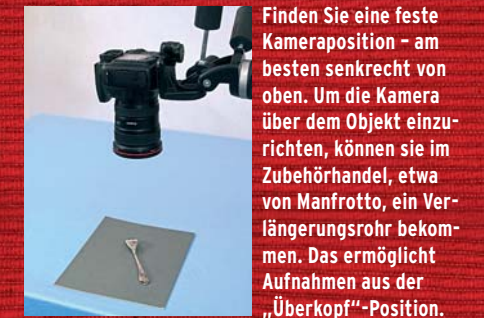 Finden Sie eine feste
Kameraposition – am
besten senkrecht von
oben. Um die Kamera
über dem Objekt einzu-
richten, können sie im
Zubehörhandel, etwa
von Manfrotto, ein Ver-
längerungsrohr bekom-
men. Das ermöglicht
Aufnahmen aus der
„Überkopf“-Position.